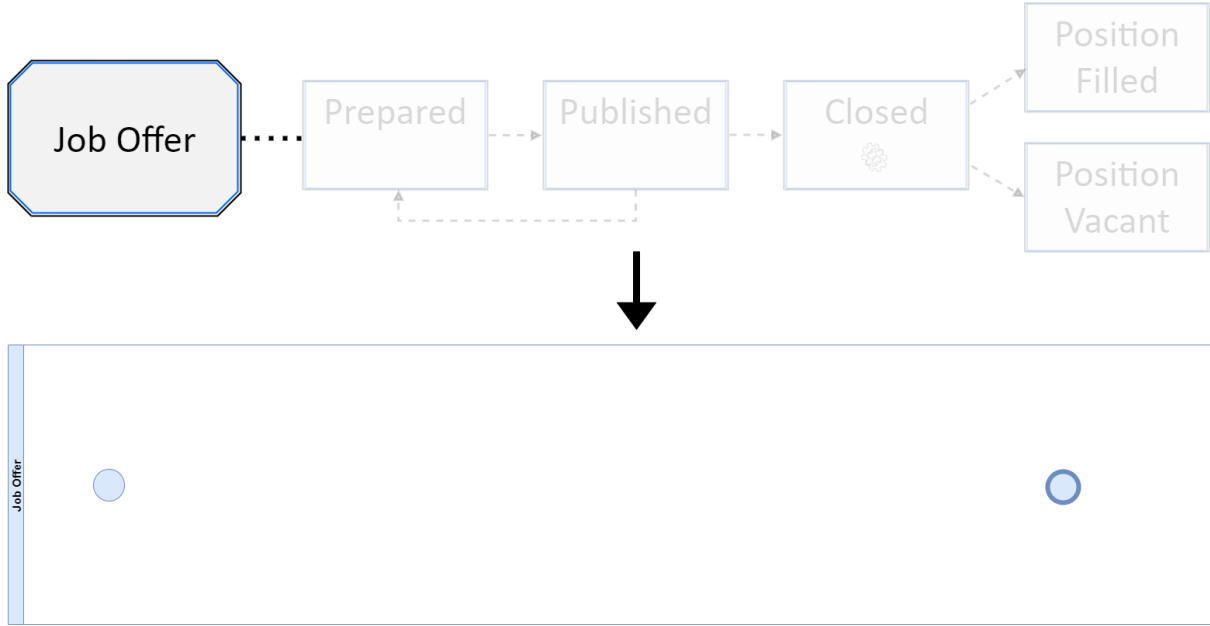 Job Offer
Prepared
Published
Closed
Position
Filled
Position
Vacant
Job Offer